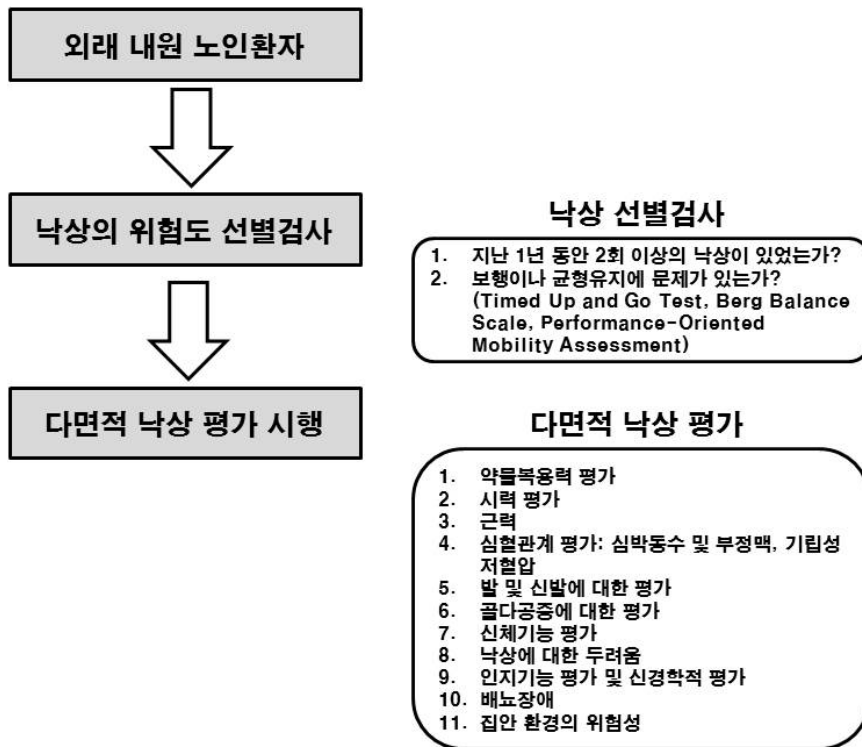 외래 내원 노인환자
낙상의 위험도 선별검사
낙상 선별검사
1. 지난 1년 동안 2회 이상의 낙상이 있었는가?
2. 보행이나 균형유지에 문제가 있는가?
(Timed Up and Go Test, Berg Balance
Scale, Performance-Oriented
Mobility Assessment)
다면적 낙상 평가 시행
다면적 낙상 평가
1. 약물복용력 평가
2. 시력 평가
3. 근력
4. 심혈관계 평가: 심박동수 및 부정맥, 기립성
저혈압
5. 발 및 신발에 대한 평가
6. 골다공증에 대한 평가
7. 신체기능 평가
8. 낙상에 대한 두려움
9. 인지기능 평가 및 신경학적 평가
10. 배뇨장애
11. 집안 환경의 위험성